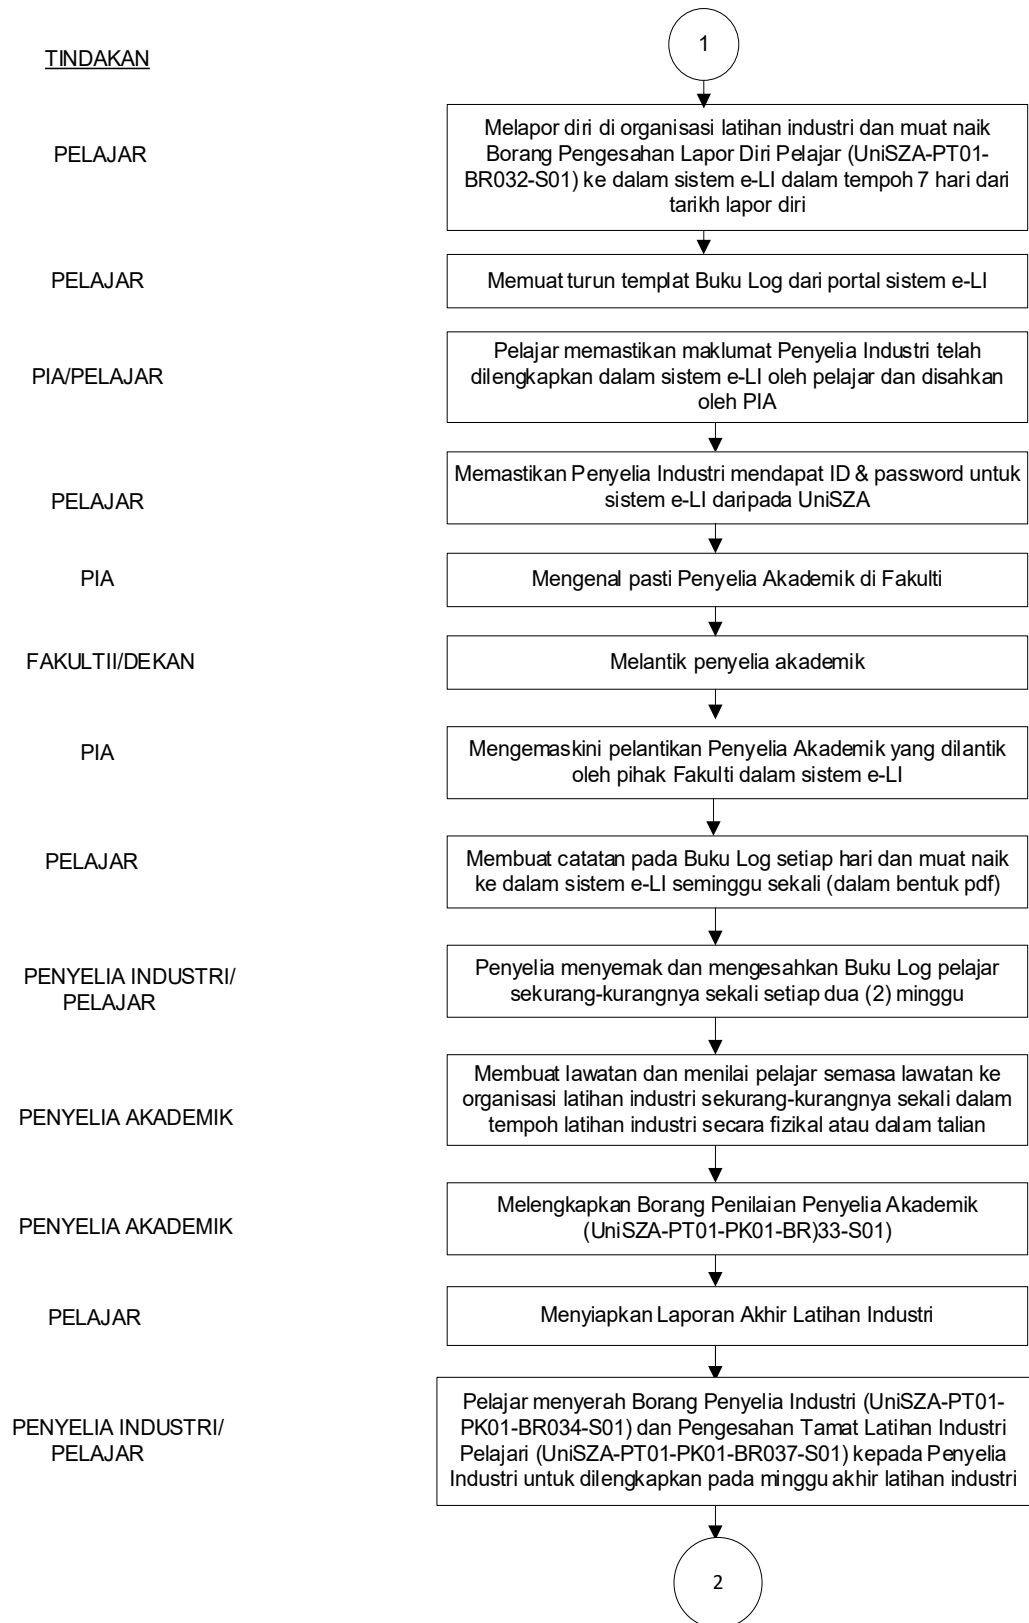 1
TINDAKAN
PELAJAR
Melapor diri di organisasi latihan industri dan muat naik
Borang Pengesahan Lapor Diri Pelajar (UniSZA-PT01-
BR032-S01) ke dalam sistem e-LI dalam tempoh 7 hari dari
tarikh lapor diri
PELAJAR
Memuat turun templat Buku Log dari portal sistem e-LI
PIA/PELAJAR
Pelajar memastikan maklumat Penyelia Industri telah
dilengkapkan dalam sistem e-LI oleh pelajar dan disahkan
oleh PIA
PELAJAR
Memastikan Penyelia Industri mendapat ID & password untuk
sistem e-LI daripada UniSZA
PIA
Mengenal pasti Penyelia Akademik di Fakulti
FAKULTII/DEKAN
Melantik penyelia akademik
PIA
Mengemaskini pelantikan Penyelia Akademik yang dilantik
oleh pihak Fakulti dalam sistem e-LI
PELAJAR
Membuat catatan pada Buku Log setiap hari dan muat naik
ke dalam sistem e-LI seminggu sekali (dalam bentuk pdf)
PENYELIA INDUSTRI/
PELAJAR
Penyelia menyemak dan mengesahkan Buku Log pelajar
sekurang-kurangnya sekali setiap dua (2) minggu
PENYELIA AKADEMIK
Membuat lawatan dan menilai pelajar semasa lawatan ke
organisasi latihan industri sekurang-kurangnya sekali dalam
tempoh latihan industri secara fizikal atau dalam talian
PENYELIA AKADEMIK
Melengkapkan Borang Penilaian Penyelia Akademik
(UniSZA-PT01-PK01-BR)33-S01)
PELAJAR
Menyiapkan Laporan Akhir Latihan Industri
PENYELIA INDUSTRI/
PELAJAR
Pelajar menyerah Borang Penyelia Industri (UniSZA-PT01-
PK01-BR034-S01) dan Pengesahan Tamat Latihan Industri
Pelajari (UniSZA-PT01-PK01-BR037-S01) kepada Penyelia
Industri untuk dilengkapkan pada minggu akhir latihan industri
2